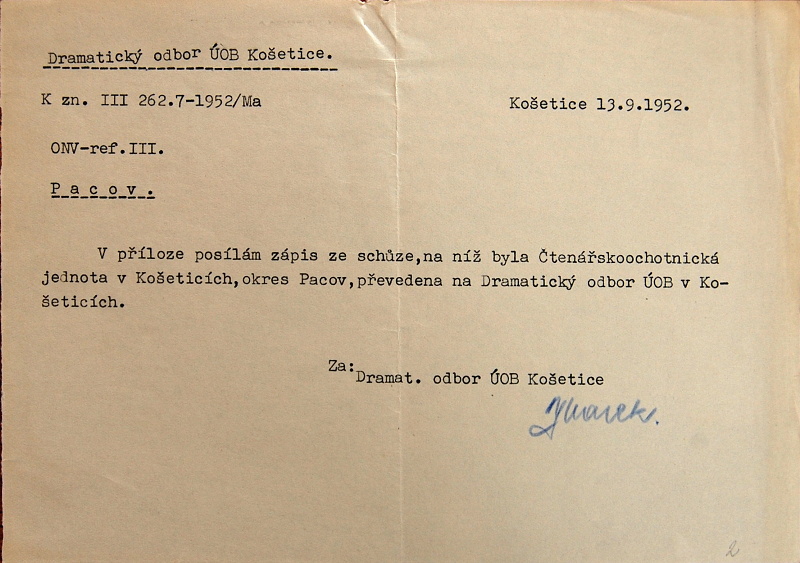 Dramatický odbor ÚOB Košetice.
K zn. III 262.7-1952/Ma
Košetice 13.9.1952.
ONV-ref.III.
P a c o v .
V příloze posílám zápis ze schůze,na níž byla Čtenářskoochotnická
jednota v Košeticích,okres Pacov,převedena na Dramatický odbor ÚOB v Ko-
šeticích.
Za:
Dramat. odbor ÚOB Košetice
2